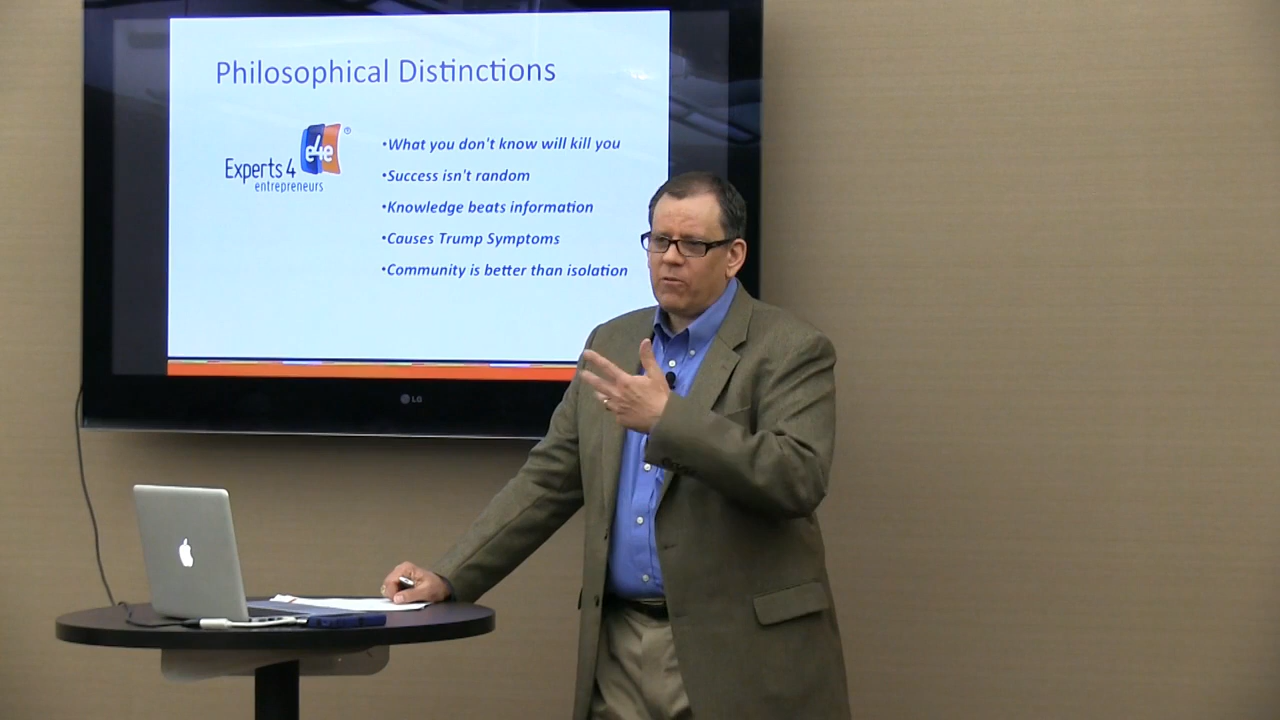 Philosophical Distinctions
e4e ®
Experts 4
entrepreneurs
•What you don't know will kill you
•Success isn't random
•Knowledge beats information
•Causes Trump Symptoms
•Community is better than isolation
LG